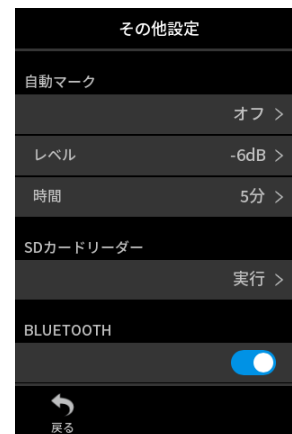 その他設定
自動マーク
オフ >
レベル -6dB >
時間 5分 >
SDカードリーダー
実行 >
BLUETOOTH
戻る